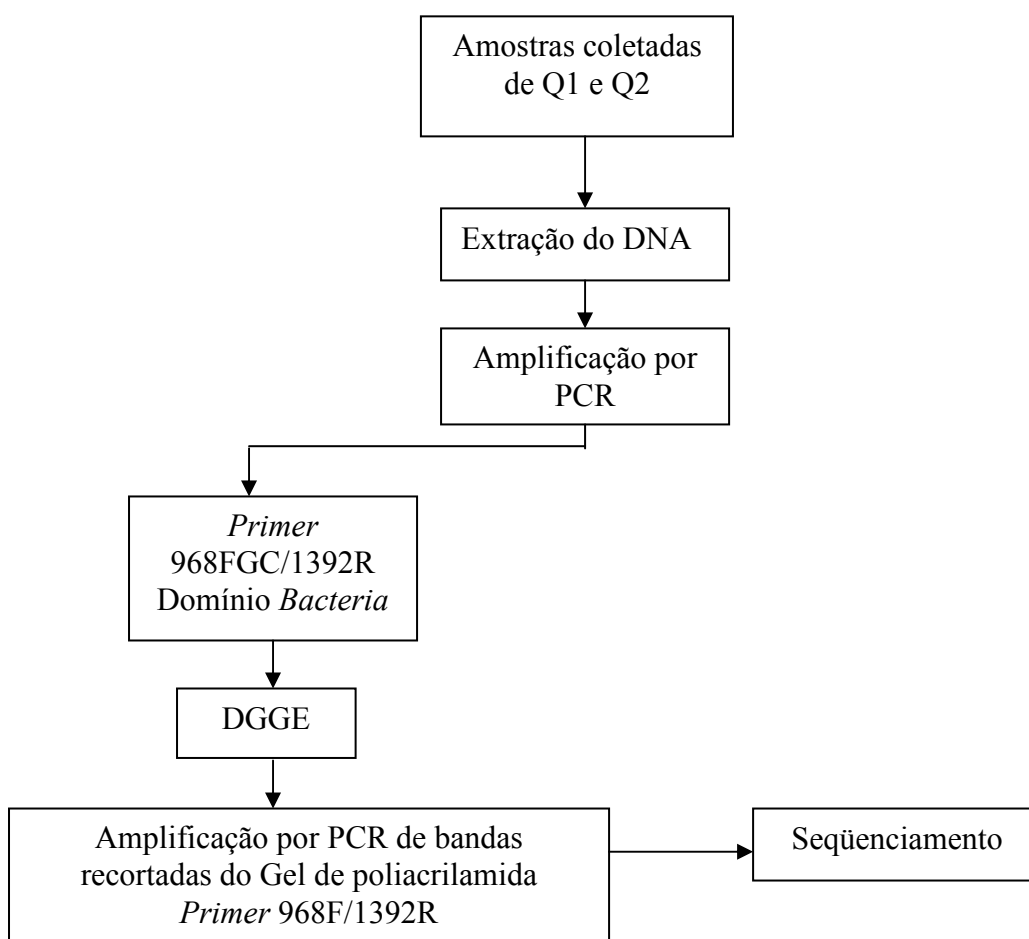 Amostras coletadas
de Q1 e Q2
Extração do DNA
Amplificação por
PCR
Primer
968FGC/1392R
Domínio Bacteria
DGGE
Amplificação por PCR de bandas
recortadas do Gel de poliacrilamida
Primer 968F/1392R
Seqüenciamento